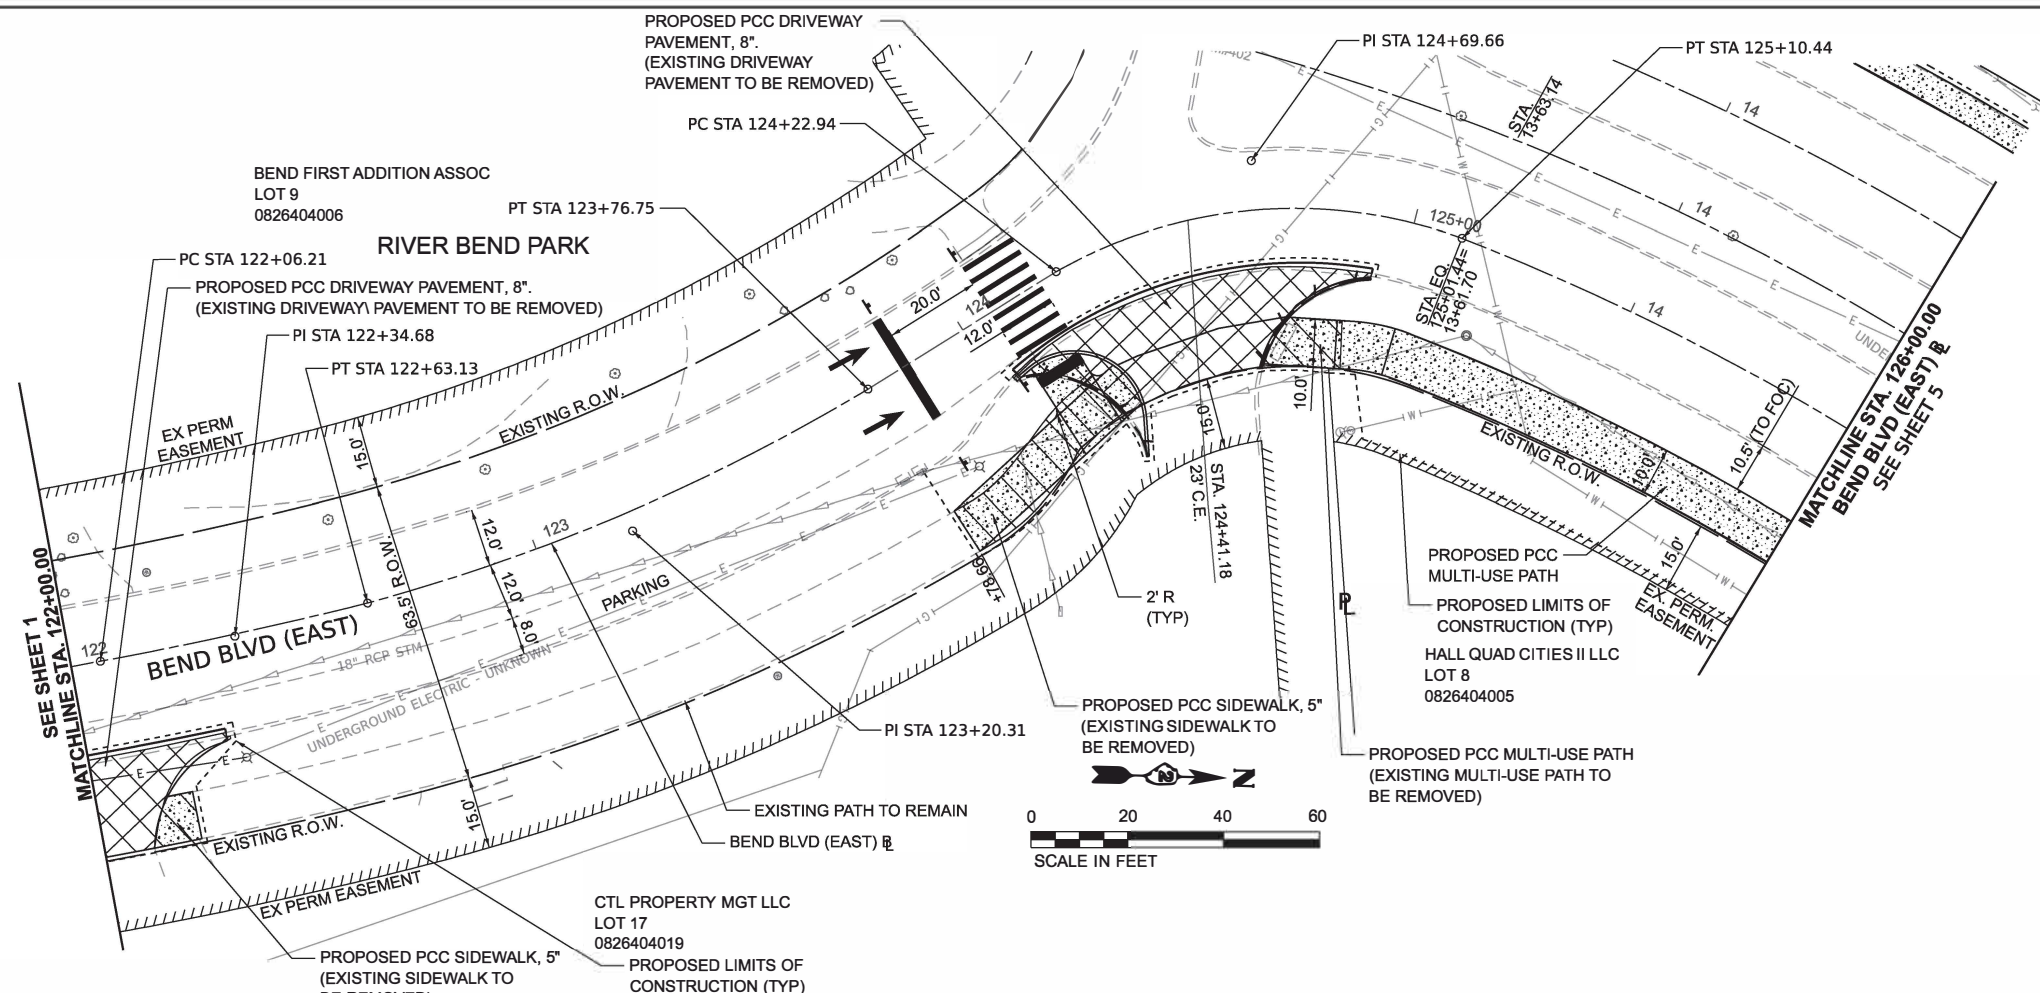 PROPOSED PCC DRIVEWAY
PAVEMENT, 8".
(EXISTING DRIVEWAY
PAVEMENT TO BE REMOVED)
PI STA 124+69.66
PT STA 125+10.44
PC STA 124+22.94
STA.
13+63.14
14
14
14
BEND FIRST ADDITION ASSOC
LOT 9
0826404006
PT STA 123+76.75
RIVER BEND PARK
PC STA 122+06.21
PROPOSED PCC DRIVEWAY PAVEMENT, 8".
(EXISTING DRIVEWAY\ PAVEMENT TO BE REMOVED)
PI STA 122+34.68
PT STA 122+63.13
125+00
STA. EQ.
125+01.44=
13+61.70
20.0'
124
12.0'
EX PERM
EASEMENT
15.0'
EXISTING R.O.W.
10.0'
15.0'
STA. 124+41.18
23' C.E.
EXISTING R.O.W.
10.0'
10.5' (TO FOC)
UNDE
MATCHLINE STA. 126+00.00
BEND BLVD (EAST) BL
SEE SHEET 5
15.0'
EX. PERM.
EASEMENT
12.0'
123
12.0'
8.0'
63.5' R.O.W.
PARKING
+78.66
2' R
(TYP)
PL
PROPOSED PCC
MULTI-USE PATH
PROPOSED LIMITS OF
CONSTRUCTION (TYP)
HALL QUAD CITIES II LLC
LOT 8
0826404005
SEE SHEET 1
MATCHLINE STA. 122+00.00
122
BEND BLVD (EAST)
18" RCP STM
UNDERGROUND ELECTRIC - UNKNOWN
PI STA 123+20.31
PROPOSED PCC SIDEWALK, 5"
(EXISTING SIDEWALK TO
BE REMOVED)
PROPOSED PCC MULTI-USE PATH
(EXISTING MULTI-USE PATH TO
BE REMOVED)
N
EXISTING PATH TO REMAIN
BEND BLVD (EAST) BL
0 20 40 60
SCALE IN FEET
15.0'
EXISTING R.O.W.
EX PERM EASEMENT
CTL PROPERTY MGT LLC
LOT 17
0826404019
PROPOSED LIMITS OF
CONSTRUCTION (TYP)
PROPOSED PCC SIDEWALK, 5"
(EXISTING SIDEWALK TO